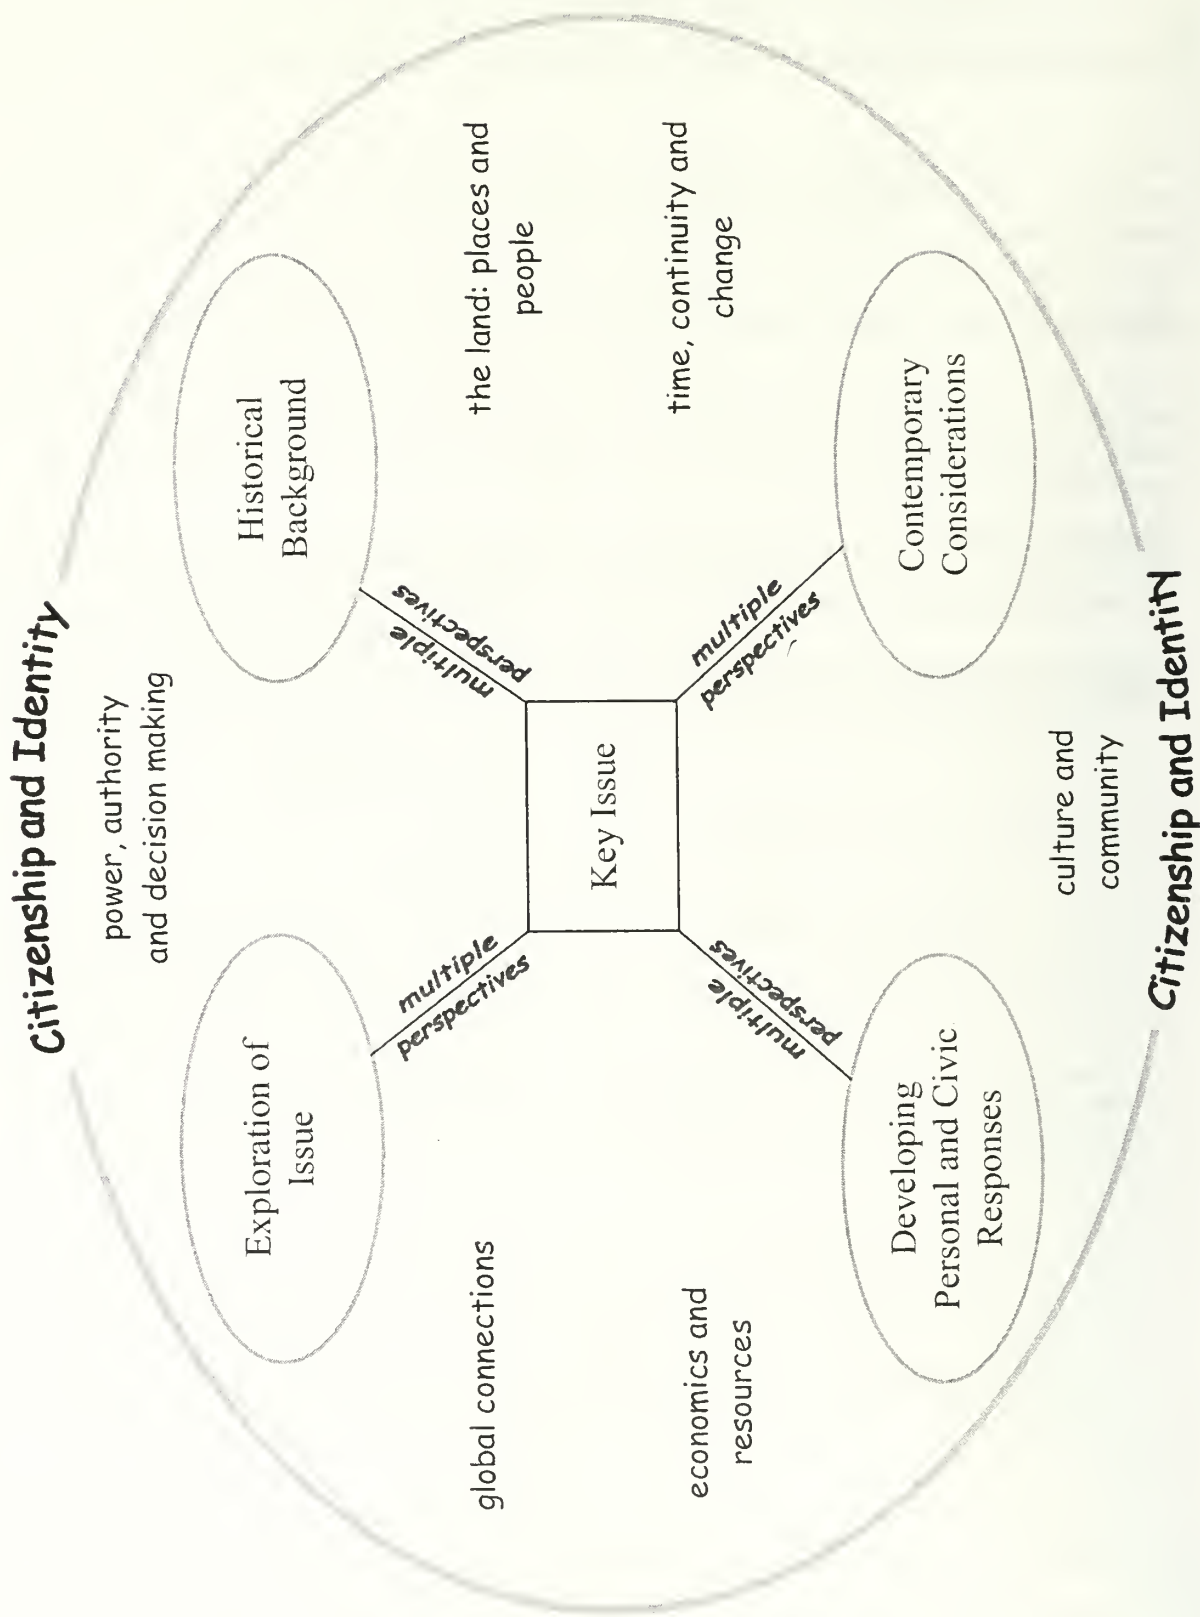 Citizenship and Identity
power, authority
and decision making
Exploration of
Issue
Historical
Background
multiple
perspectives
multiple
perspectives
global connections
the land: places and
people
Key Issue
economics and
resources
time, continuity and
change
multiple
perspectives
multiple
perspectives
Developing
Personal and Civic
Responses
Contemporary
Considerations
culture and
community
Citizenship and Identity